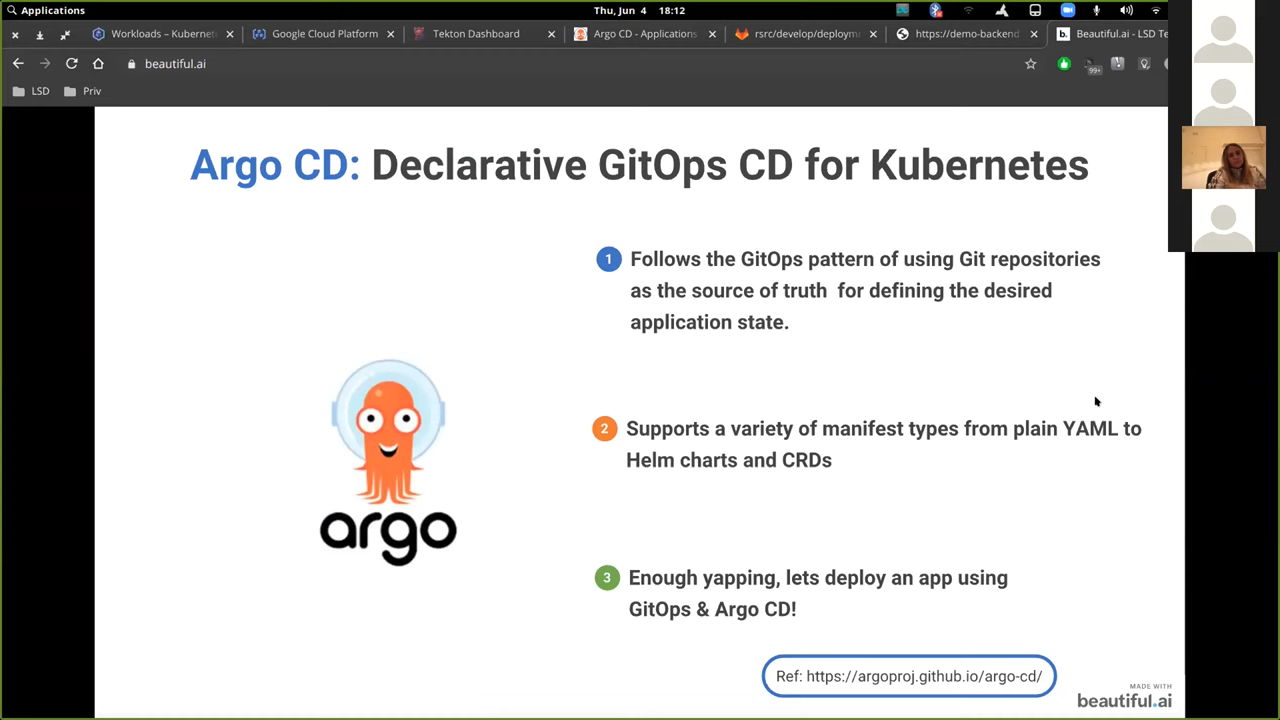 Applications
Thu, Jun 4 18:12
Workloads – Kubernet
Google Cloud Platform
Tekton Dashboard
Argo CD - Applications
rsrc/develop/deploym
https://demo-backend
Beautiful.ai - LSD Te
beautiful.ai
99+
LSD
Priv
Argo CD: Declarative GitOps CD for Kubernetes
1 Follows the GitOps pattern of using Git repositories
as the source of truth for defining the desired
application state.
2 Supports a variety of manifest types from plain YAML to
Helm charts and CRDs
argo
3 Enough yapping, lets deploy an app using
GitOps & Argo CD!
Ref: https://argoproj.github.io/argo-cd/
MADE WITH
beautiful.ai